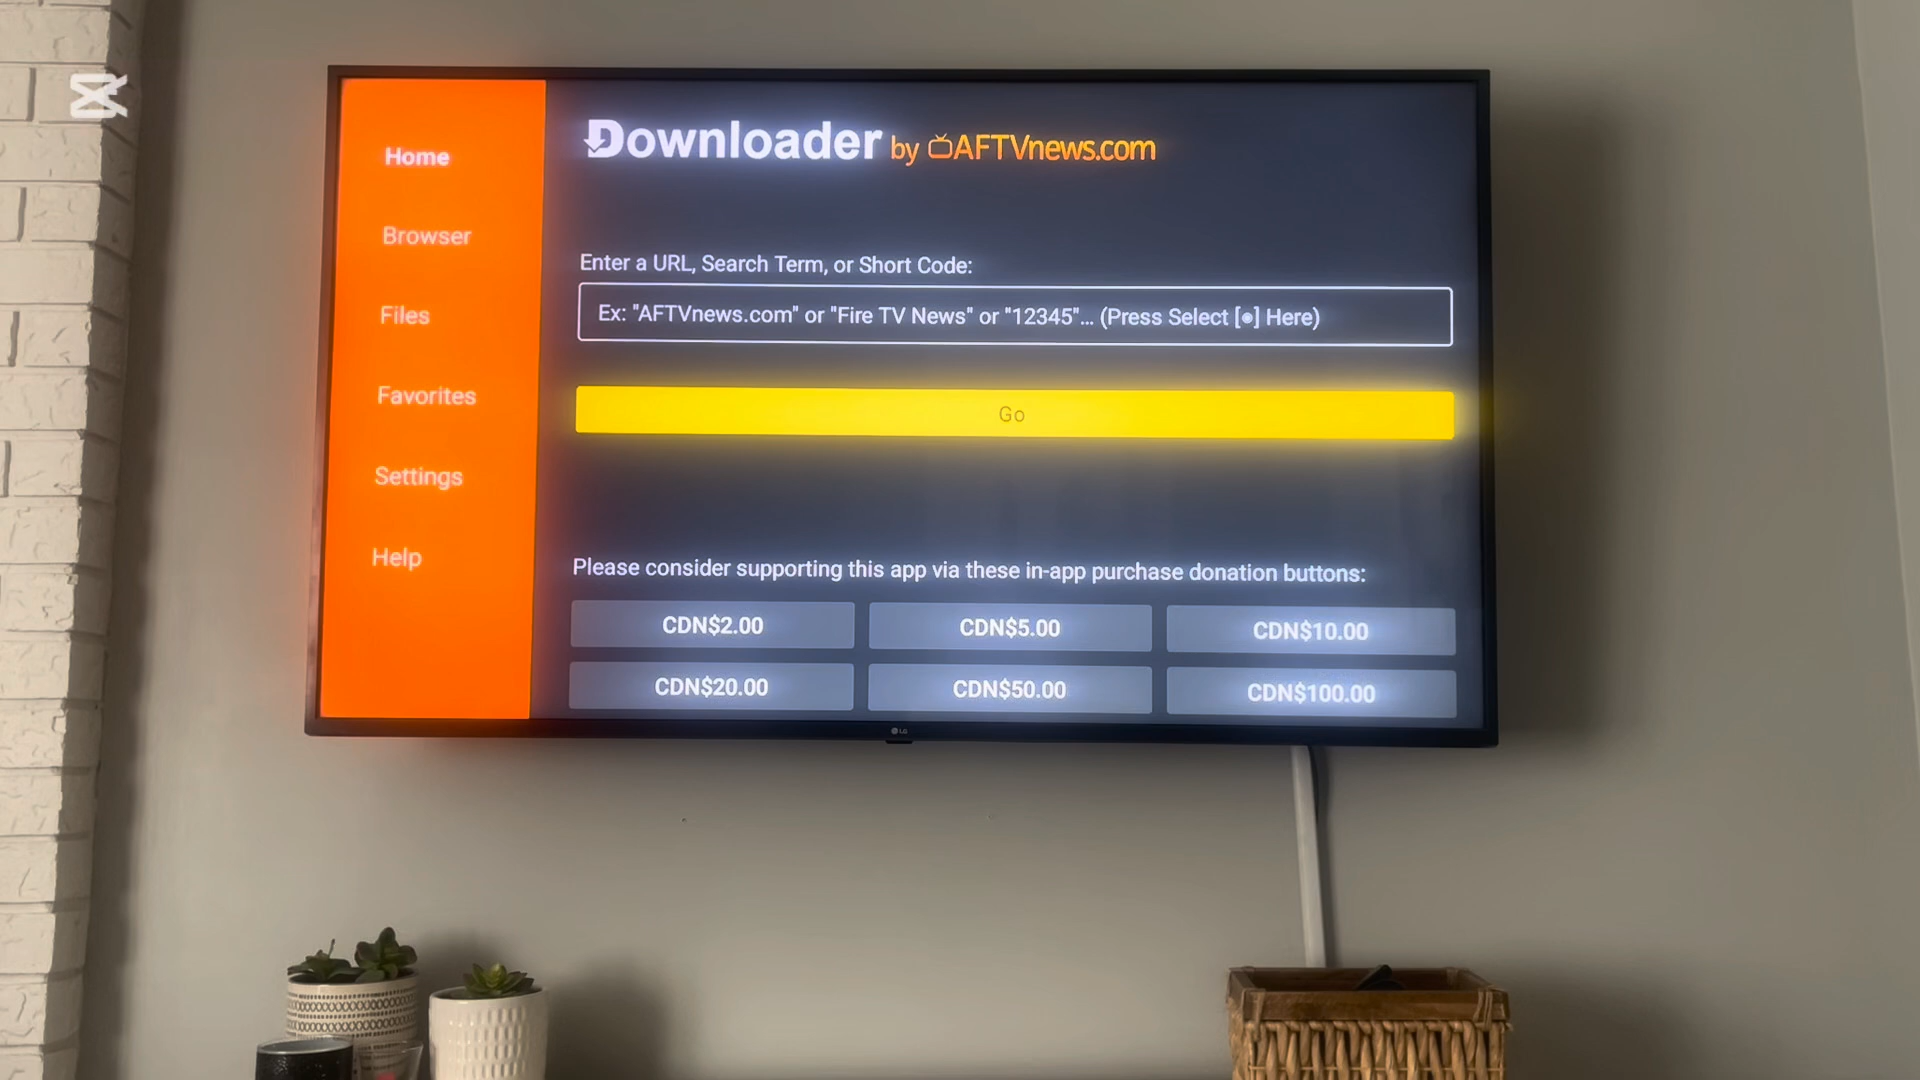 Home
Browser
Files
Favorites
Settings
Help
Downloader by AFTVnews.com
Enter a URL, Search Term, or Short Code:
Ex: "AFTVnews.com" or "Fire TV News" or "12345"... (Press Select [●] Here)
Go
Please consider supporting this app via these in-app purchase donation buttons:
CDN$2.00 CDN$5.00 CDN$10.00
CDN$20.00 CDN$50.00 CDN$100.00
LG